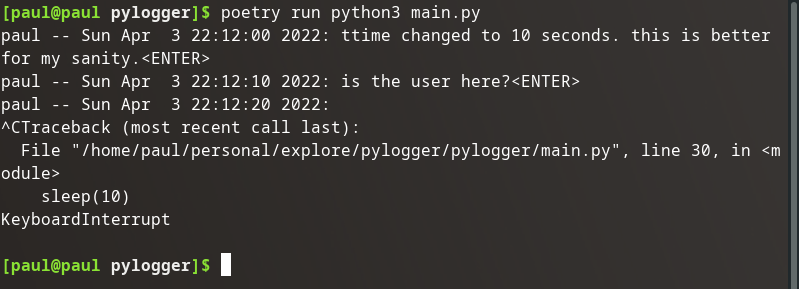 [paul@paul pylogger]$ poetry run python3 main.py
paul -- Sun Apr  3 22:12:00 2022: ttime changed to 10 seconds. this is better
for my sanity.<ENTER>
paul -- Sun Apr  3 22:12:10 2022: is the user here?<ENTER>
paul -- Sun Apr  3 22:12:20 2022:
^CTraceback (most recent call last):
  File "/home/paul/personal/explore/pylogger/pylogger/main.py", line 30, in <m
odule>
    sleep(10)
KeyboardInterrupt
[paul@paul pylogger]$